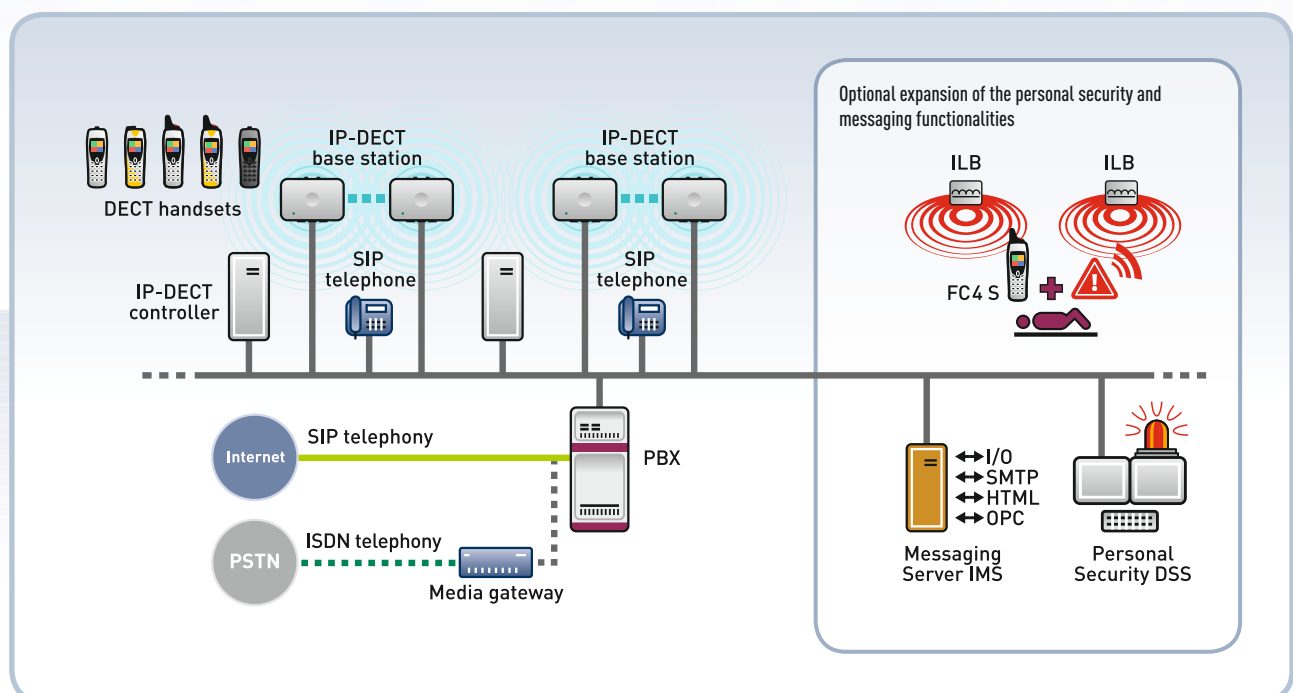 Optional expansion of the personal security and
messaging functionalities
IP-DECT
base station
IP-DECT
base station
ILB
ILB
DECT handsets
SIP
telephone
SIP
telephone
IP-DECT
controller
FC4 S
Internet
SIP telephony
PBX
I/O
SMTP
HTML
OPC
PSTN
ISDN telephony
Media gateway
Messaging
Server IMS
Personal
Security DSS